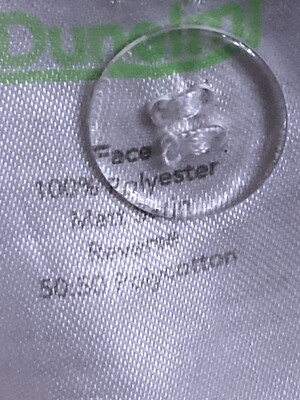 Dunelm
Face
100% Polyester
Reverse
50:50 Polycotton